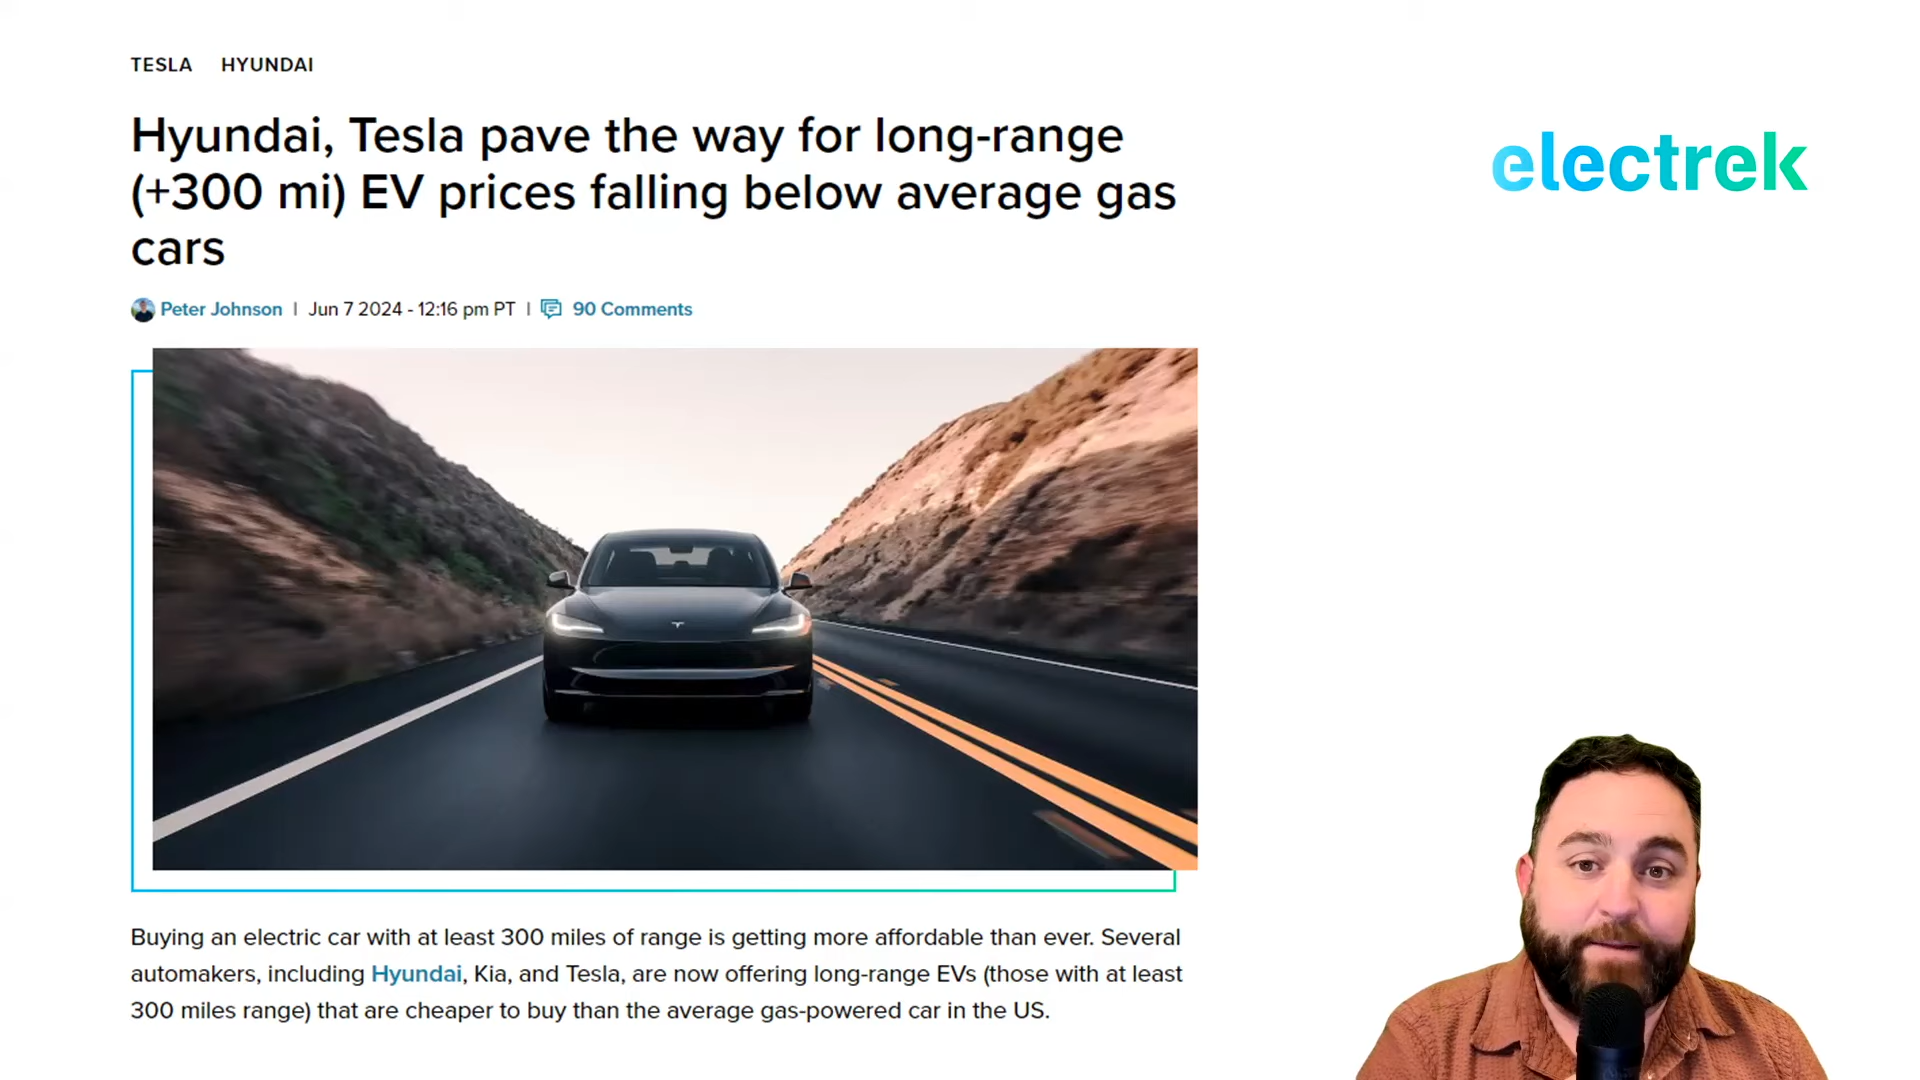 TESLA HYUNDAI
Hyundai, Tesla pave the way for long-range
(+300 mi) EV prices falling below average gas
cars
Peter Johnson | Jun 7 2024 - 12:16 pm PT | 90 Comments
electrek
Buying an electric car with at least 300 miles of range is getting more affordable than ever. Several
automakers, including Hyundai, Kia, and Tesla, are now offering long-range EVs (those with at least
300 miles range) that are cheaper to buy than the average gas-powered car in the US.